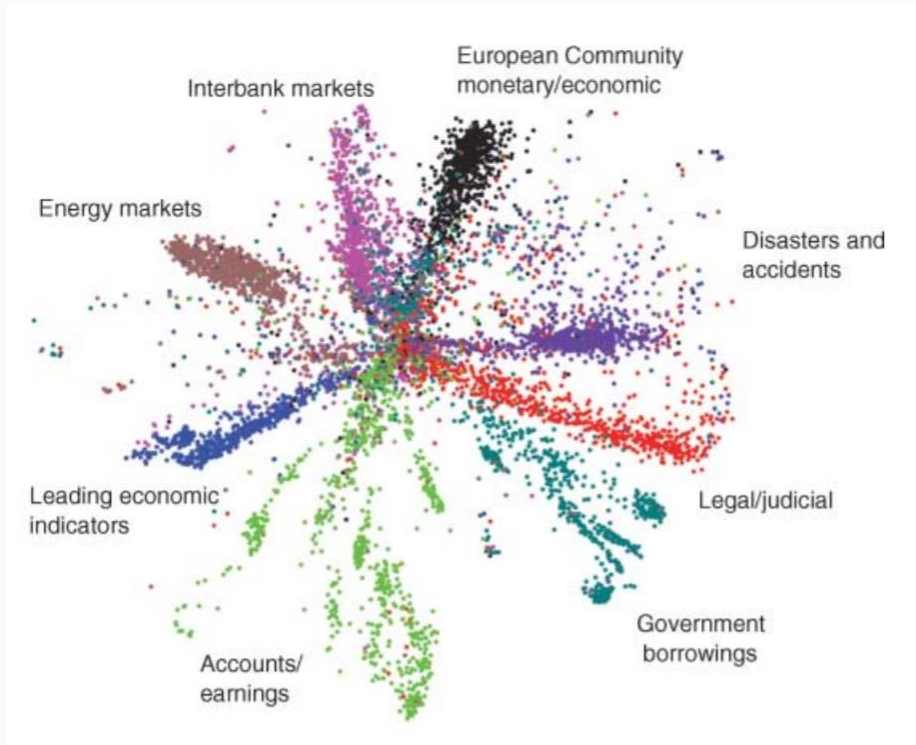 European Community
monetary/economic
Interbank markets
Energy markets
Disasters and
accidents
Leading economic
indicators
Legal/judicial
Government
borrowings
Accounts/
earnings